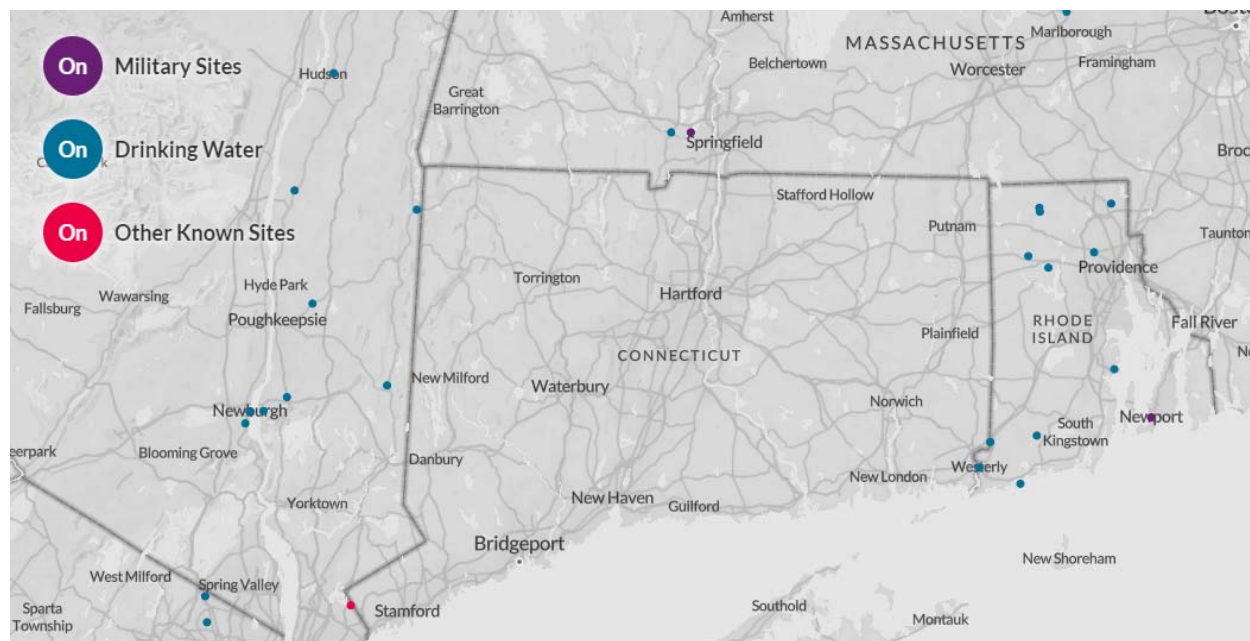 On Military Sites
On Drinking Water
On Other Known Sites
Amherst
Marlborough
MASSACHUSETTS
Belchertown
Worcester
Framingham
Hudson
Great
Barrington
Springfield
Stafford Hollow
Putnam
Taunton
Providence
Torrington
Hyde Park
Wawarsing
Fallsburg
Poughkeepsie
Hartford
Plainfield
RHODE
ISLAND
Fall River
CONNECTICUT
New Milford
Waterbury
Newburgh
Norwich
South
Kingstown
Newport
Blooming Grove
Danbury
Westerly
New London
Yorktown
New Haven
Guilford
Bridgeport
New Shoreham
West Milford
Spring Valley
Sparta
Township
Stamford
Southold
Montauk